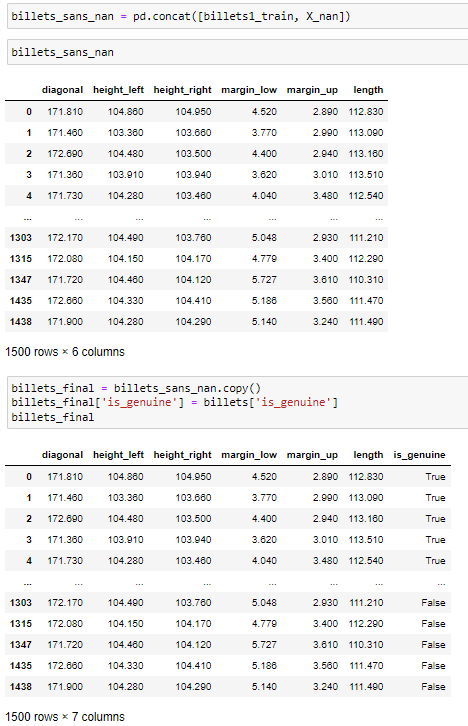 billets_sans_nan = pd.concat([billets1_train, X_nan])
billets_sans_nan
diagonal height_left height_right margin_low margin_up length
0 171.810 104.860 104.950 4.520 2.890 112.830
1 171.460 103.360 103.660 3.770 2.990 113.090
2 172.690 104.480 103.500 4.400 2.940 113.160
3 171.360 103.910 103.940 3.620 3.010 113.510
4 171.730 104.280 103.460 4.040 3.480 112.540
... ... ... ... ... ... ...
1303 172.170 104.490 103.760 5.048 2.930 111.210
1315 172.080 104.150 104.170 4.779 3.400 112.290
1347 171.720 104.460 104.120 5.727 3.610 110.310
1435 172.660 104.330 104.410 5.186 3.560 111.470
1438 171.900 104.280 104.290 5.140 3.240 111.490
1500 rows × 6 columns
billets_final = billets_sans_nan.copy()
billets_final['is_genuine'] = billets['is_genuine']
billets_final
diagonal height_left height_right margin_low margin_up length is_genuine
0 171.810 104.860 104.950 4.520 2.890 112.830 True
1 171.460 103.360 103.660 3.770 2.990 113.090 True
2 172.690 104.480 103.500 4.400 2.940 113.160 True
3 171.360 103.910 103.940 3.620 3.010 113.510 True
4 171.730 104.280 103.460 4.040 3.480 112.540 True
... ... ... ... ... ... ... ...
1303 172.170 104.490 103.760 5.048 2.930 111.210 False
1315 172.080 104.150 104.170 4.779 3.400 112.290 False
1347 171.720 104.460 104.120 5.727 3.610 110.310 False
1435 172.660 104.330 104.410 5.186 3.560 111.470 False
1438 171.900 104.280 104.290 5.140 3.240 111.490 False
1500 rows × 7 columns